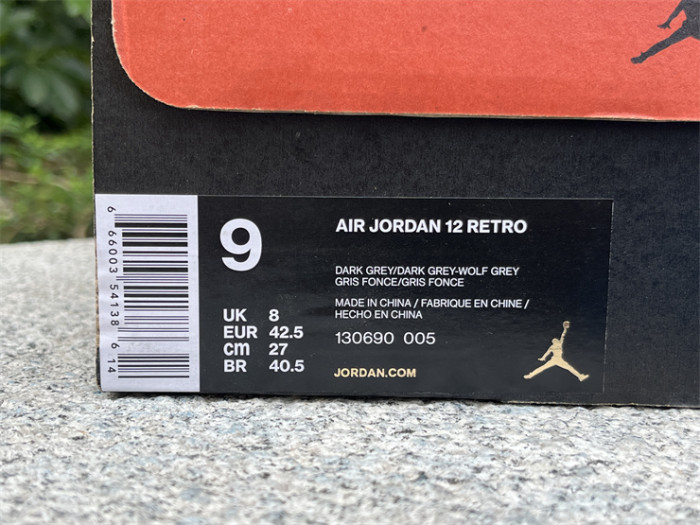 6 66003 54138 6 14
9
AIR JORDAN 12 RETRO
DARK GREY/DARK GREY-WOLF GREY
GRIS FONCE/GRIS FONCE
MADE IN CHINA / FABRIQUE EN CHINE /
HECHO EN CHINA
130690 005
UK 8
EUR 42.5
cm 27
BR 40.5
JORDAN.COM